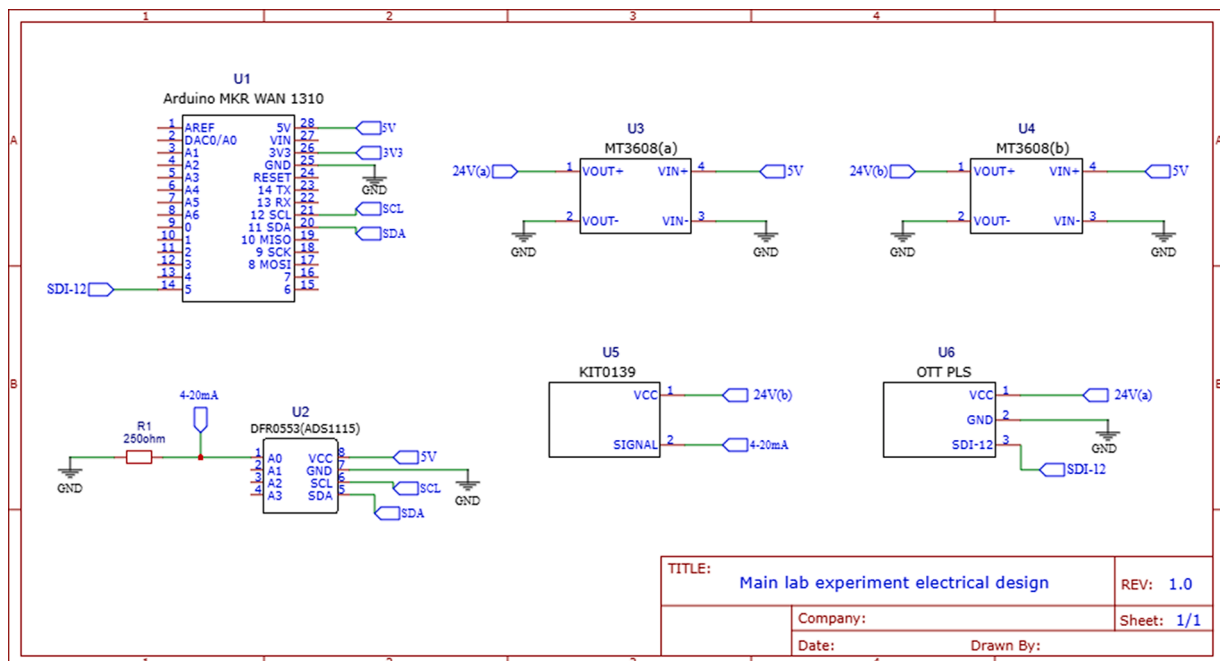 1 2 3 4
A
B
U1
Arduino MKR WAN 1310
1 AREF 5V 28 5V
2 DAC0/A0 VIN 27
3 A1 3V3 26 3V3
4 A2 GND 25
5 A3 RESET 24
GND
6 A4 14 TX 23
7 A5 13 RX 22
8 A6 12 SCL 21 SCL
9 0 11 SDA 20 SDA
10 1 10 MISO 19
11 2 9 SCK 18
12 3 8 MOSI 17
13 4 7 16
SDI-12 14 5 6 15
U3
MT3608(a)
24V(a) 1 VOUT+ VIN+ 4 5V
2 VOUT- VIN- 3
GND GND
U4
MT3608(b)
24V(b) 1 VOUT+ VIN+ 4 5V
2 VOUT- VIN- 3
GND GND
4-20mA
R1
250ohm
GND
U2
DFR0553(ADS1115)
1 A0 VCC 8 5V
2 A1 GND 7
3 A2 SCL 6 SCL
4 A3 SDA 5 SDA
GND
U5
KIT0139
VCC 1 24V(b)
SIGNAL 2 4-20mA
U6
OTT PLS
VCC 1 24V(a)
GND 2
GND
SDI-12 3 SDI-12
A
B
TITLE:
Main lab experiment electrical design
REV: 1.0
Company:
Sheet: 1/1
Date: Drawn By:
1 2 3 4